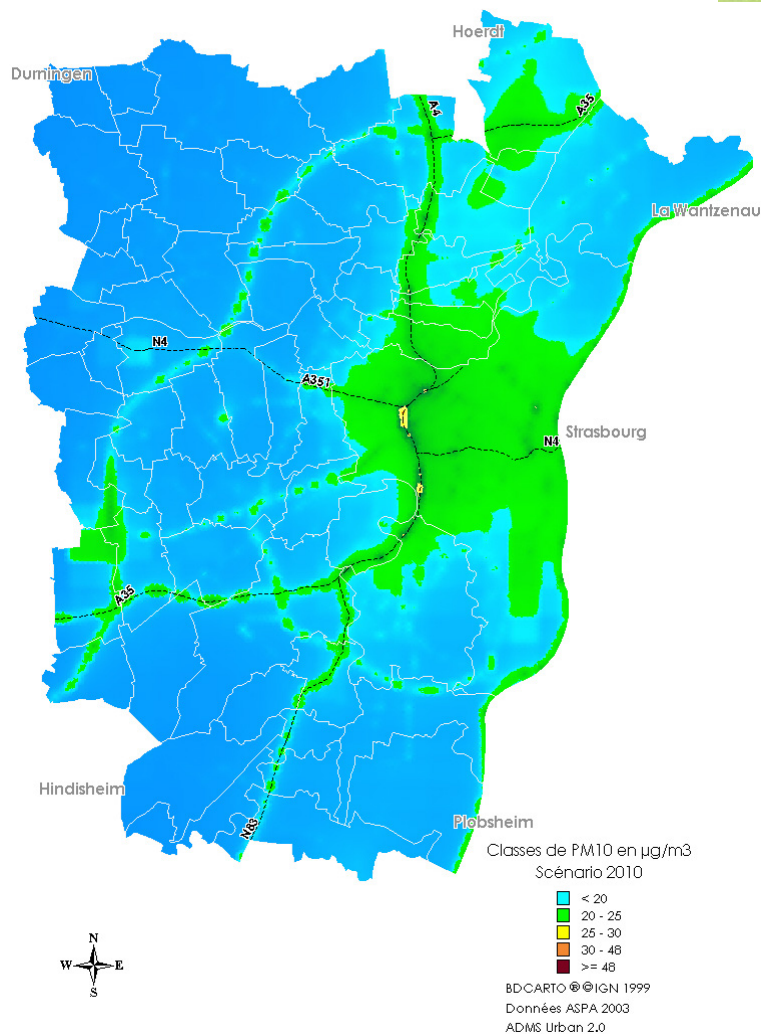 Hoerdt
Durningen
A4
A35
La Wantzenau
N4
A351
Strasbourg
N4
A35
Hindisheim
N83
Plobsheim
Classes de PM10 en µg/m3
Scénario 2010
< 20
20 - 25
25 - 30
30 - 48
>= 48
N
W E
S
BDCARTO ® © IGN 1999
Données ASPA 2003
ADMS Urban 2.0